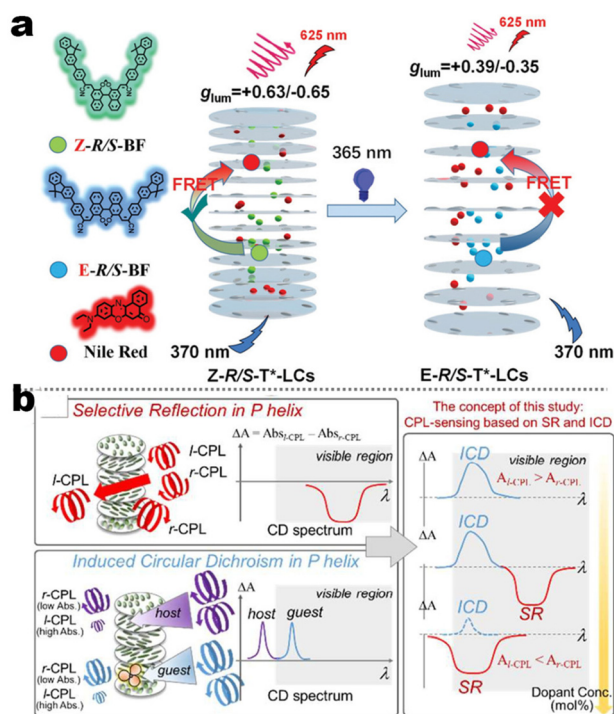 a
625 nm
g_lum=+0.63/-0.65
625 nm
g_lum=+0.39/-0.35
CN
NC
Z-R/S-BF
FRET
365 nm
FRET
NC
CN
E-R/S-BF
Nile Red
370 nm
370 nm
Z-R/S-T*-LCs
E-R/S-T*-LCs
b
Selective Reflection in P helix
l-CPL
l-CPL
r-CPL
r-CPL
ΔA = Abs_l-CPL – Abs_r-CPL
visible region
λ
CD spectrum
Induced Circular Dichroism in P helix
r-CPL
(low Abs.)
l-CPL
(high Abs.)
host
r-CPL
(low Abs.)
l-CPL
(high Abs.)
guest
ΔA
visible region
host
guest
λ
CD spectrum
The concept of this study:
CPL-sensing based on SR and ICD
ΔA
ICD
visible region
A_l-CPL > A_r-CPL
λ
ΔA
ICD
λ
SR
ΔA
ICD
λ
A_l-CPL < A_r-CPL
SR
Dopant Conc.
(mol%)